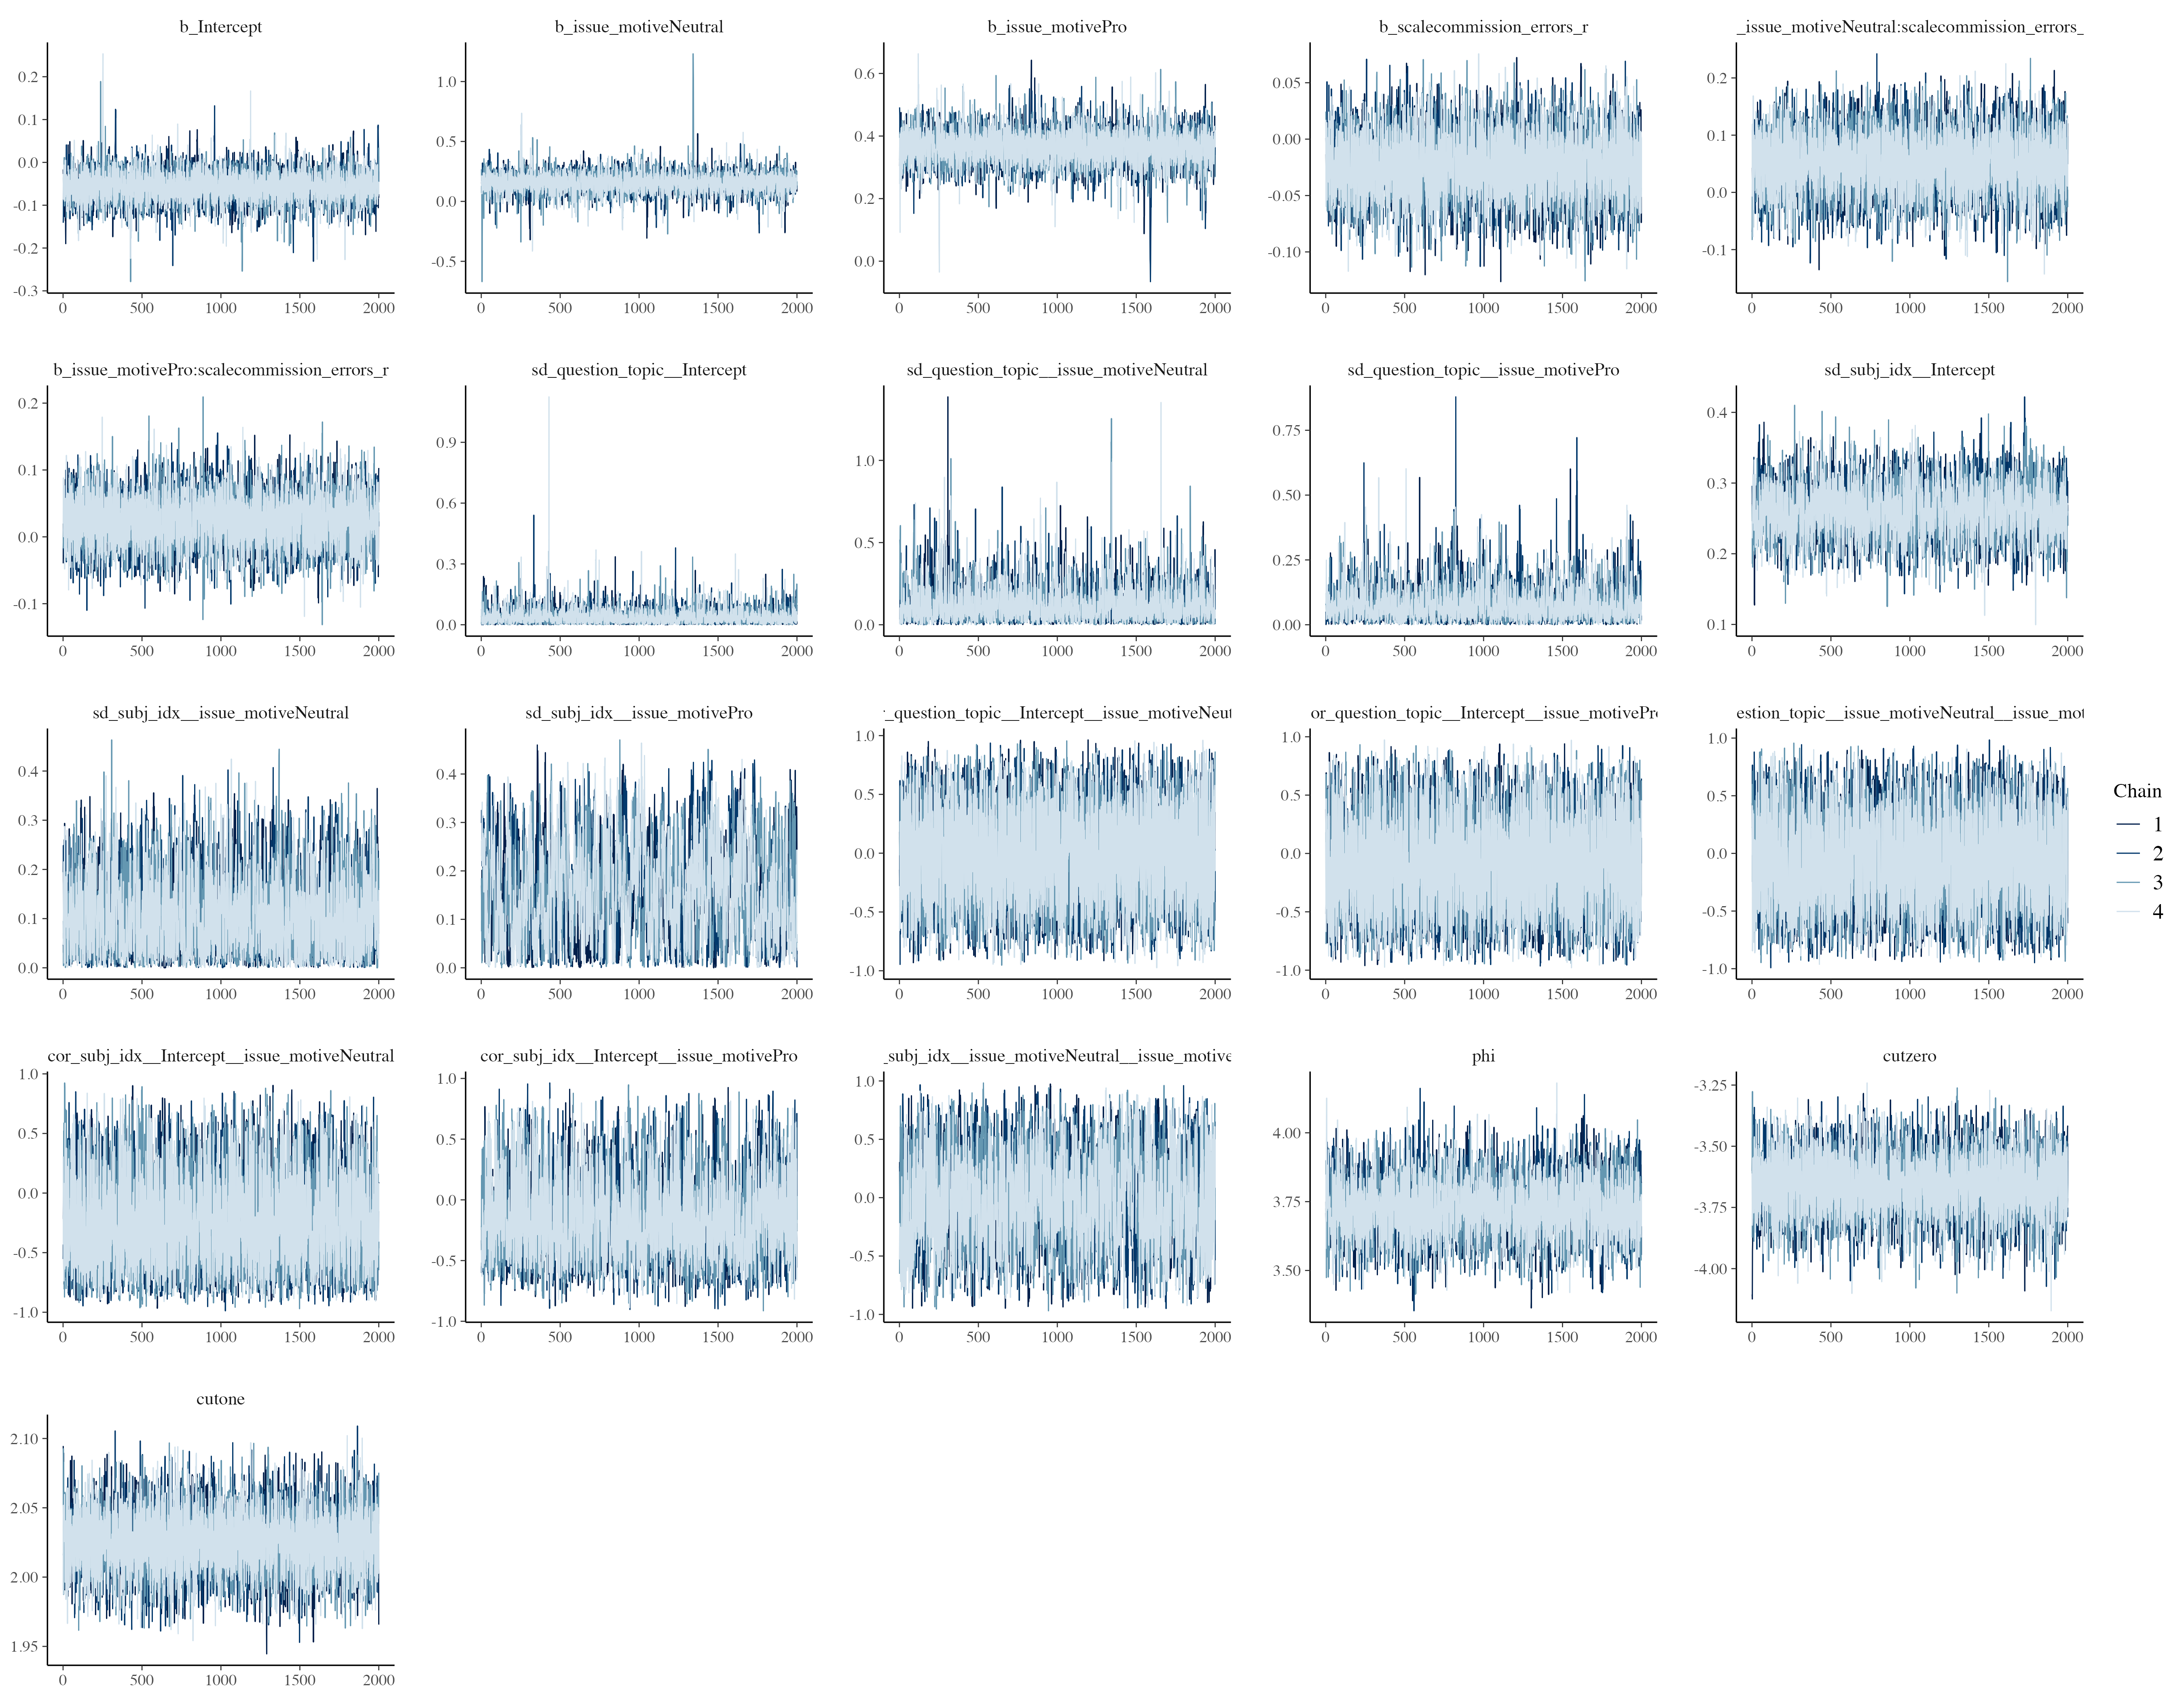 b_Intercept
b_issue_motiveNeutral
b_issue_motivePro
b_scalecommission_errors_r
_issue_motiveNeutral:scalecommission_errors_
0.2
0.1
0.0
-0.1
-0.2
-0.3
0 500 1000 1500 2000
1.0
0.5
0.0
-0.5
0 500 1000 1500 2000
0.6
0.4
0.2
0.0
0 500 1000 1500 2000
0.05
0.00
-0.05
-0.10
0 500 1000 1500 2000
0.2
0.1
0.0
-0.1
0 500 1000 1500 2000
b_issue_motivePro:scalecommission_errors_r
sd_question_topic__Intercept
sd_question_topic__issue_motiveNeutral
sd_question_topic__issue_motivePro
sd_subj_idx__Intercept
0.2
0.1
0.0
-0.1
0 500 1000 1500 2000
0.9
0.6
0.3
0.0
0 500 1000 1500 2000
1.0
0.5
0.0
0 500 1000 1500 2000
0.75
0.50
0.25
0.00
0 500 1000 1500 2000
0.4
0.3
0.2
0.1
0 500 1000 1500 2000
sd_subj_idx__issue_motiveNeutral
sd_subj_idx__issue_motivePro
_question_topic__Intercept__issue_motiveNeut
or_question_topic__Intercept__issue_motivePr
estion_topic__issue_motiveNeutral__issue_mot
0.4
0.3
0.2
0.1
0.0
0 500 1000 1500 2000
0.4
0.3
0.2
0.1
0.0
0 500 1000 1500 2000
1.0
0.5
0.0
-0.5
-1.0
0 500 1000 1500 2000
1.0
0.5
0.0
-0.5
-1.0
0 500 1000 1500 2000
1.0
0.5
0.0
-0.5
-1.0
0 500 1000 1500 2000
Chain
1
2
3
4
cor_subj_idx__Intercept__issue_motiveNeutral
cor_subj_idx__Intercept__issue_motivePro
_subj_idx__issue_motiveNeutral__issue_motive
phi
cutzero
1.0
0.5
0.0
-0.5
-1.0
0 500 1000 1500 2000
1.0
0.5
0.0
-0.5
-1.0
0 500 1000 1500 2000
1.0
0.5
0.0
-0.5
-1.0
0 500 1000 1500 2000
4.00
3.75
3.50
0 500 1000 1500 2000
-3.25
-3.50
-3.75
-4.00
0 500 1000 1500 2000
cutone
2.10
2.05
2.00
1.95
0 500 1000 1500 2000